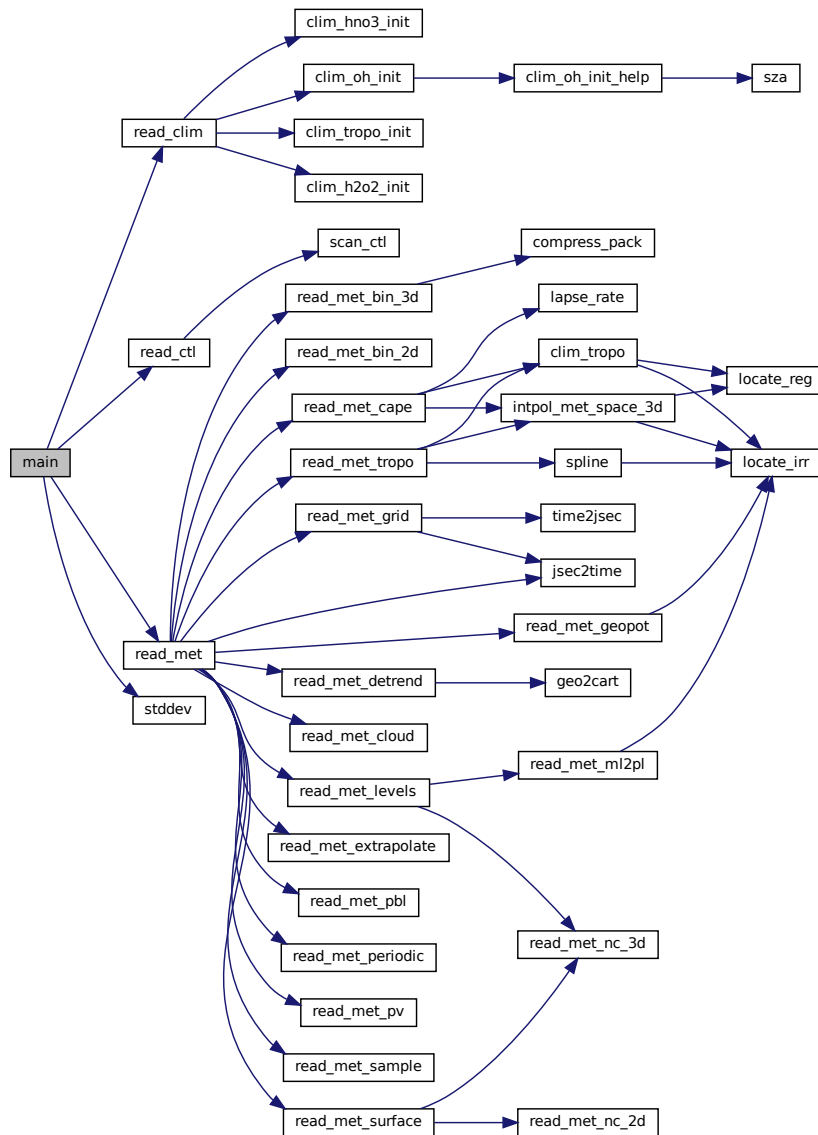 clim_hno3_init
clim_oh_init
clim_oh_init_help
sza
read_clim
clim_tropo_init
clim_h2o2_init
scan_ctl
compress_pack
read_met_bin_3d
lapse_rate
read_ctl
read_met_bin_2d
clim_tropo
locate_reg
read_met_cape
intpol_met_space_3d
main
read_met_tropo
spline
locate_irr
read_met_grid
time2jsec
jsec2time
read_met
read_met_geopot
read_met_detrend
geo2cart
stddev
read_met_cloud
read_met_ml2pl
read_met_levels
read_met_extrapolate
read_met_pbl
read_met_nc_3d
read_met_periodic
read_met_pv
read_met_sample
read_met_surface
read_met_nc_2d